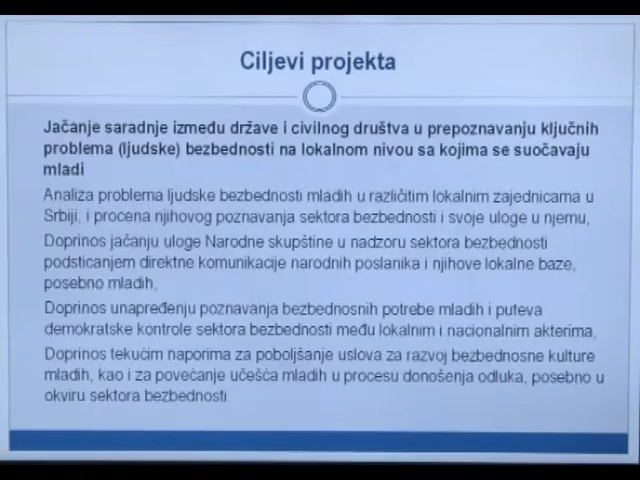 Ciljevi projekta
Jačanje saradnje između države i civilnog društva u prepoznavanju ključnih
problema (ljudske) bezbednosti na lokalnom nivou sa kojima se suočavaju
mladi
Analiza problema ljudske bezbednosti mladih u različitim lokalnim zajednicama u
Srbiji, i procena njihovog poznavanja sektora bezbednosti i svoje uloge u njemu,
Doprinos jačanju uloge Narodne skupštine u nadzoru sektora bezbednosti
podsticanjem direktne komunikacije narodnih poslanika i njihove lokalne baze,
posebno mladih,
Doprinos unapređenju poznavanja bezbednosnih potrebe mladih i puteva
demokratske kontrole sektora bezbednosti među lokalnim i nacionalnim akterima,
Doprinos tekućim naporima za poboljšanje uslova za razvoj bezbednosne kulture
mladih, kao i za povećanje učešća mladih u procesu donošenja odluka, posebno u
okviru sektora bezbednosti